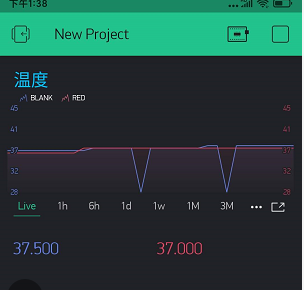 下午1:38
New Project
温度
BLANK RED
45 45
41 41
37 37
32 32
28 28
Live 1h 6h 1d 1w 1M 3M
37.500 37.000